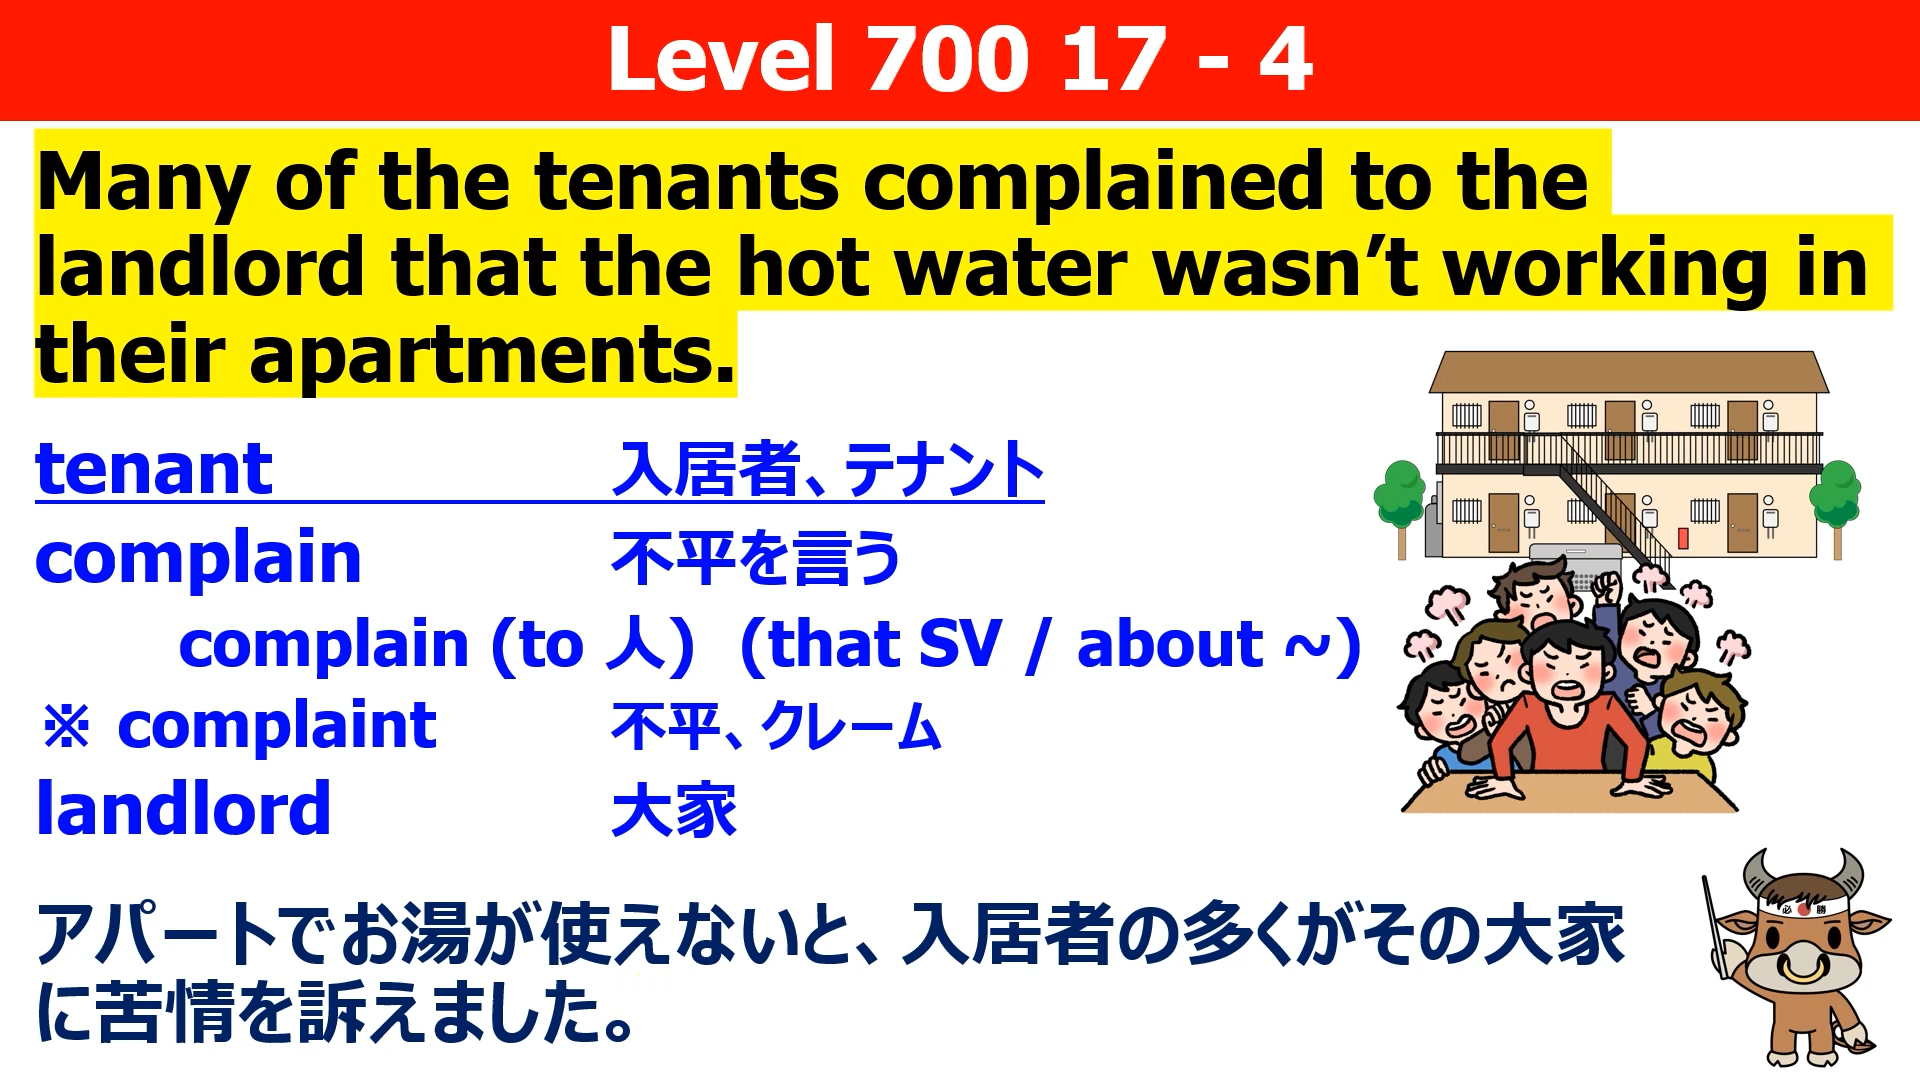 Level 700 17 - 4
Many of the tenants complained to the
landlord that the hot water wasn’t working in
their apartments.
tenant 入居者、テナント
complain 不平を言う
complain (to 人) (that SV / about ~)
※ complaint 不平、クレーム
landlord 大家
アパートでお湯が使えないと、入居者の多くがその大家
に苦情を訴えました。
必 勝